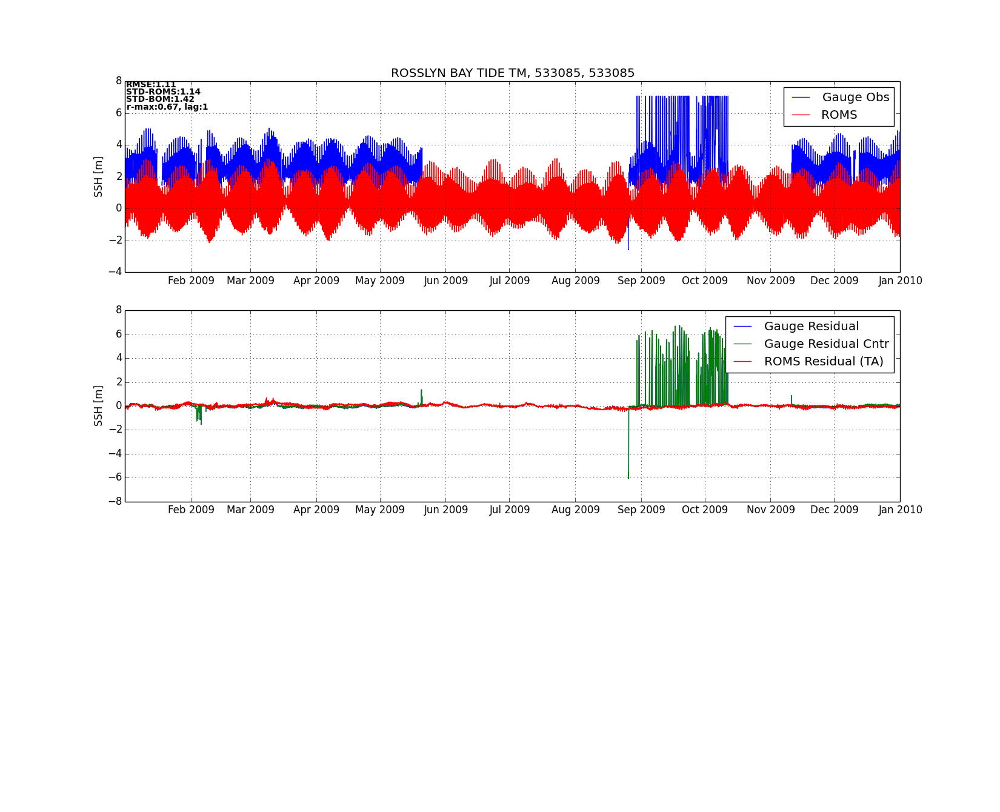 ROSSLYN BAY TIDE TM, 533085, 533085
8
6
4
2
0
−2
−4
SSH [m]
RMSE:1.11
STD-ROMS:1.14
STD-BOM:1.42
r-max:0.67, lag:1
Gauge Obs
ROMS
Feb 2009 Mar 2009 Apr 2009 May 2009 Jun 2009 Jul 2009 Aug 2009 Sep 2009 Oct 2009 Nov 2009 Dec 2009 Jan 2010
8
6
4
2
0
−2
−4
−6
−8
SSH [m]
Gauge Residual
Gauge Residual Cntr
ROMS Residual (TA)
Feb 2009 Mar 2009 Apr 2009 May 2009 Jun 2009 Jul 2009 Aug 2009 Sep 2009 Oct 2009 Nov 2009 Dec 2009 Jan 2010